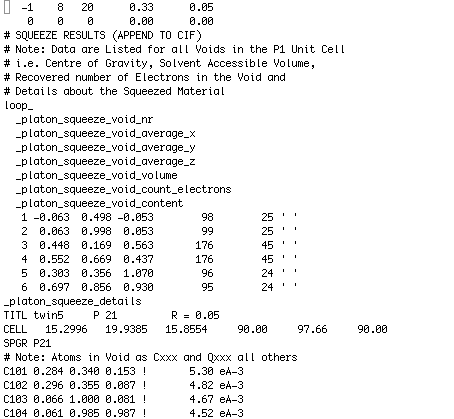 -1 8 20 0.33 0.05
0 0 0 0.00 0.00
# SQUEEZE RESULTS (APPEND TO CIF)
# Note: Data are Listed for all Voids in the P1 Unit Cell
# i.e. Centre of Gravity, Solvent Accessible Volume,
# Recovered number of Electrons in the Void and
# Details about the Squeezed Material
loop_
_platon_squeeze_void_nr
_platon_squeeze_void_average_x
_platon_squeeze_void_average_y
_platon_squeeze_void_average_z
_platon_squeeze_void_volume
_platon_squeeze_void_count_electrons
_platon_squeeze_void_content
1 -0.063 0.498 -0.053 98 25 ' '
2 0.063 0.998 0.053 99 25 ' '
3 0.448 0.169 0.563 176 45 ' '
4 0.552 0.669 0.437 176 45 ' '
5 0.303 0.356 1.070 96 24 ' '
6 0.697 0.856 0.930 95 24 ' '
_platon_squeeze_details
TITL twin5 P 21 R = 0.05
CELL 15.2996 19.9385 15.8554 90.00 97.66 90.00
SPGR P21
# Note: Atoms in Void as Cxxx and Qxxx all others
C101 0.284 0.340 0.153 ! 5.30 eA-3
C102 0.296 0.355 0.087 ! 4.82 eA-3
C103 0.066 1.000 0.081 ! 4.67 eA-3
C104 0.061 0.985 0.987 ! 4.52 eA-3